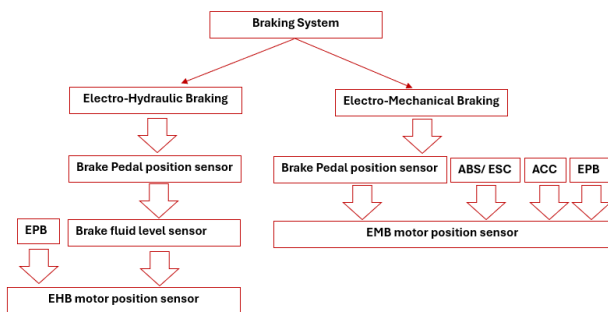 Braking System
Electro-Hydraulic Braking
Electro-Mechanical Braking
Brake Pedal position sensor
Brake Pedal position sensor
ABS/ ESC
ACC
EPB
EPB
Brake fluid level sensor
EMB motor position sensor
EHB motor position sensor